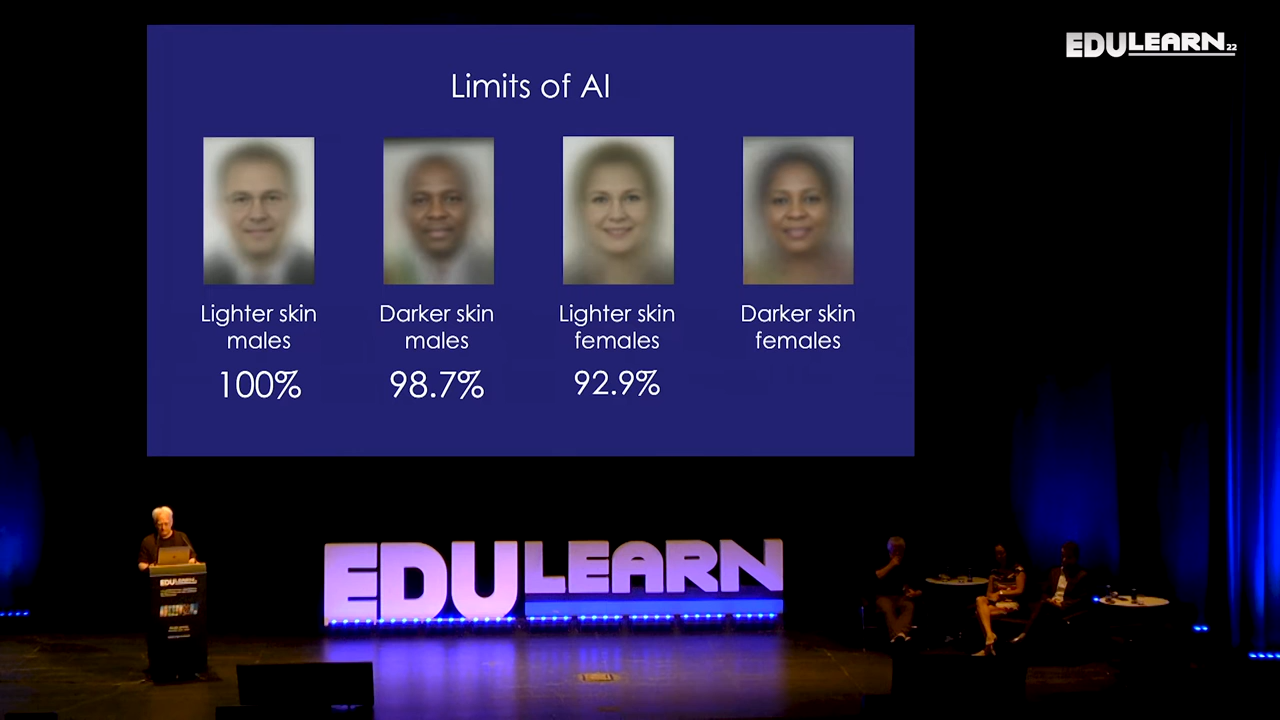 EDULEARN22
Limits of AI
Lighter skin
males
100%
Darker skin
males
98.7%
Lighter skin
females
92.9%
Darker skin
females
EDULEARN
EDULEARN